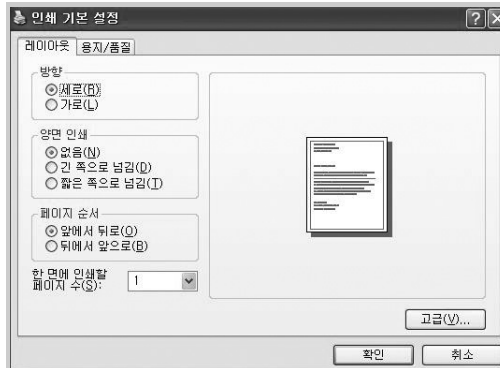 인쇄 기본 설정
레이아웃 용지/품질
방향
세로(R)
가로(L)
양면 인쇄
없음(N)
긴 쪽으로 넘김(D)
짧은 쪽으로 넘김(T)
페이지 순서
앞에서 뒤로(O)
뒤에서 앞으로(B)
한 면에 인쇄할
페이지 수(S): 1
고급(V)...
확인 취소